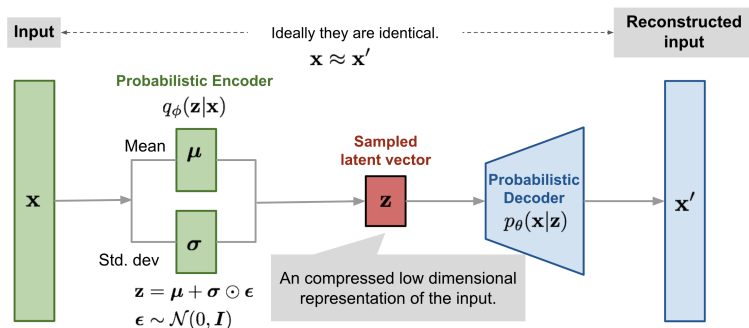 Input
Ideally they are identical.
x ≈ x′
Reconstructed
input
Probabilistic Encoder
qϕ(z|x)
Mean
μ
x
Std. dev
σ
z = μ + σ ⊙ ϵ
ϵ ∼ 𝒩(0, I)
Sampled
latent vector
z
An compressed low dimensional
representation of the input.
Probabilistic
Decoder
pθ(x|z)
x′